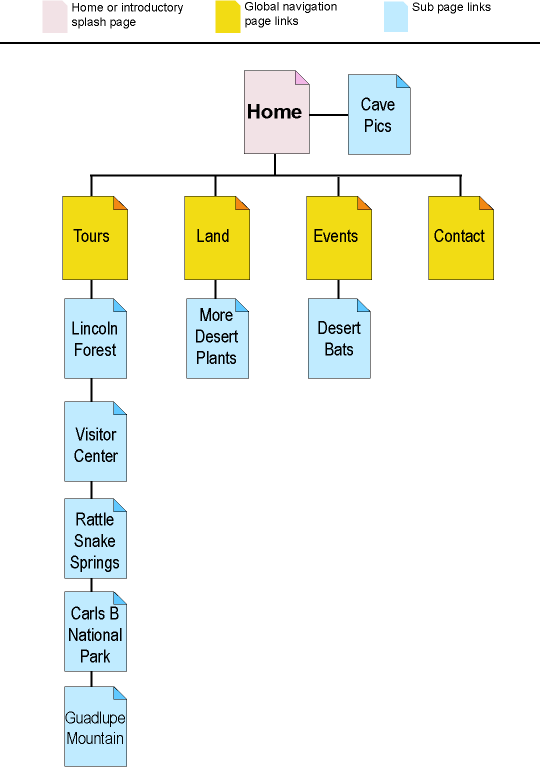 Home or introductory
splash page
Global navigation
page links
Sub page links
Home
Cave
Pics
Tours
Land
Events
Contact
Lincoln
Forest
More
Desert
Plants
Desert
Bats
Visitor
Center
Rattle
Snake
Springs
Carls B
National
Park
Guadlupe
Mountain